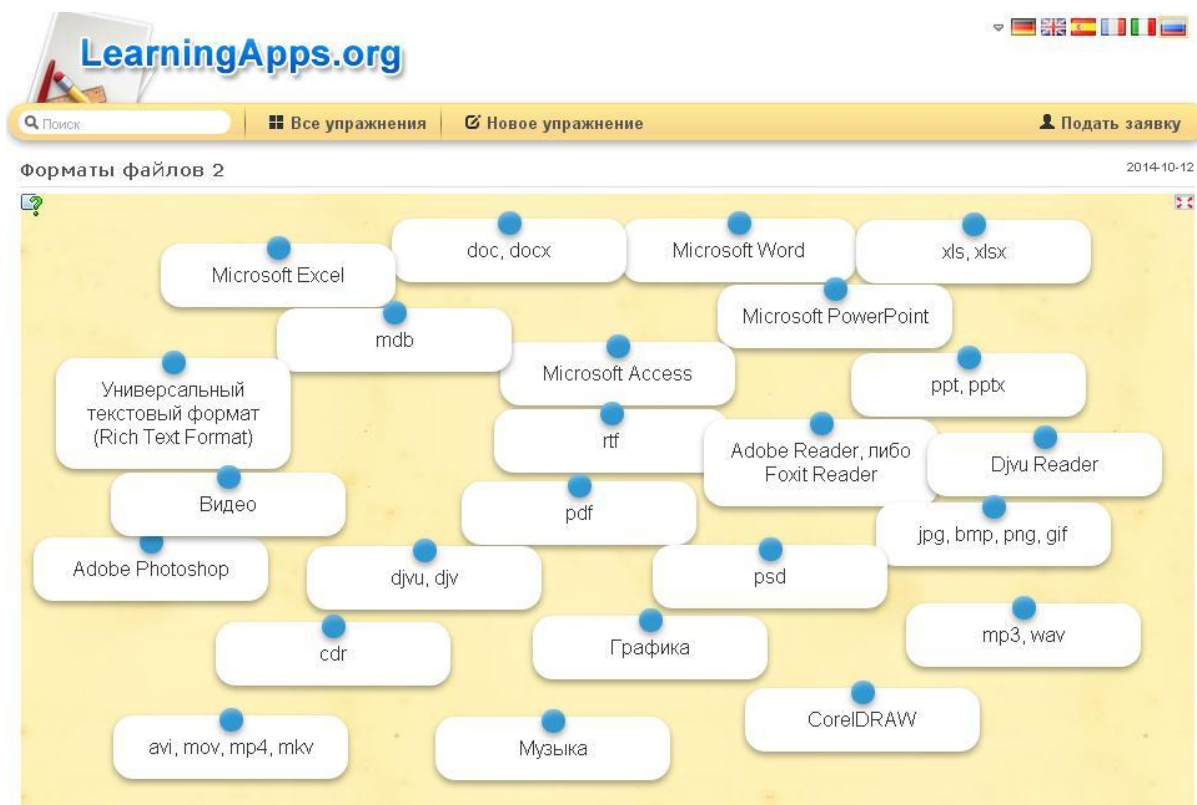 LearningApps.org
Поиск
Все упражнения
Новое упражнение
Подать заявку
Форматы файлов 2
2014-10-12
doc, docx
Microsoft Word
xls, xlsx
Microsoft Excel
Microsoft PowerPoint
mdb
Microsoft Access
ppt, pptx
Универсальный
текстовый формат
(Rich Text Format)
rtf
Adobe Reader, либо
Foxit Reader
Djvu Reader
Видео
pdf
jpg, bmp, png, gif
Adobe Photoshop
djvu, djv
psd
cdr
Графика
mp3, wav
CorelDRAW
avi, mov, mp4, mkv
Музыка